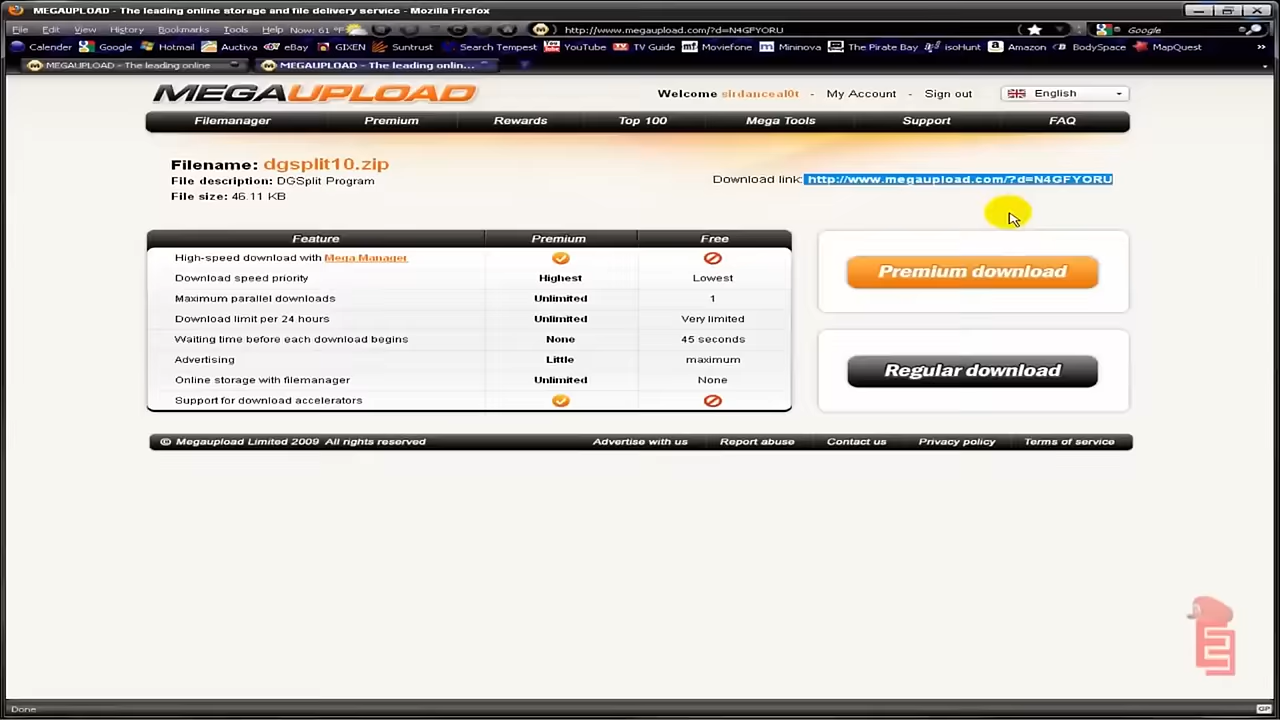 MEGAUPLOAD - The leading online storage and file delivery service - Mozilla Firefox
File Edit View History Bookmarks Tools Help Now: 61 °F http://www.megaupload.com/?d=N4GFYORU Google
Calender Google Hotmail Auctiva eBay GIXEN Suntrust Search Tempest YouTube TV Guide Moviefone Mininova The Pirate Bay isoHunt Amazon BodySpace MapQuest
MEGAUPLOAD - The leading online MEGAUPLOAD - The leading onlin...
MEGAUPLOAD Welcome sirdanceal0t - My Account - Sign out English
Filemanager Premium Rewards Top 100 Mega Tools Support FAQ
Filename: dgsplit10.zip
File description: DGSplit Program
Download link: http://www.megaupload.com/?d=N4GFYORU
File size: 46.11 KB
Feature Premium Free
High-speed download with Mega Manager
Download speed priority Highest Lowest
Maximum parallel downloads Unlimited 1
Download limit per 24 hours Unlimited Very limited
Waiting time before each download begins None 45 seconds
Advertising Little maximum
Online storage with filemanager Unlimited None
Support for download accelerators
Premium download
Regular download
© Megaupload Limited 2009 All rights reserved Advertise with us Report abuse Contact us Privacy policy Terms of service
Done